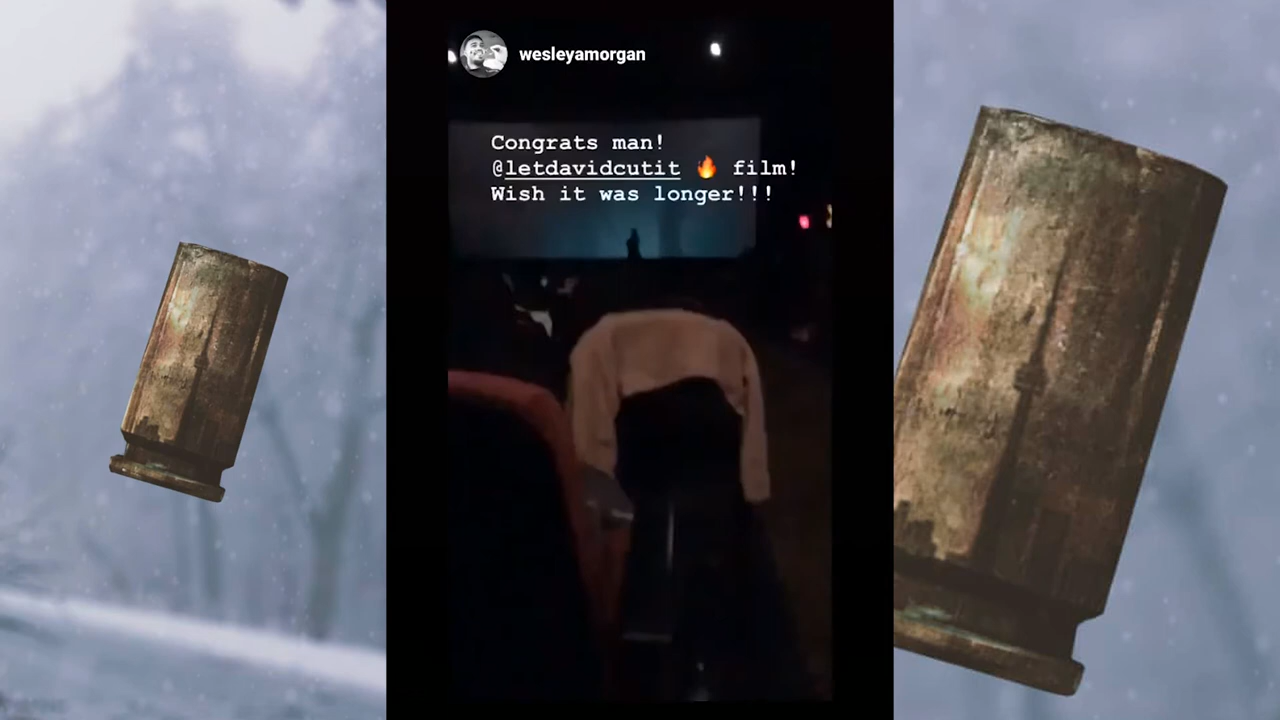 wesleyamorgan
Congrats man!
@letdavidcutit 🔥 film!
Wish it was longer!!!